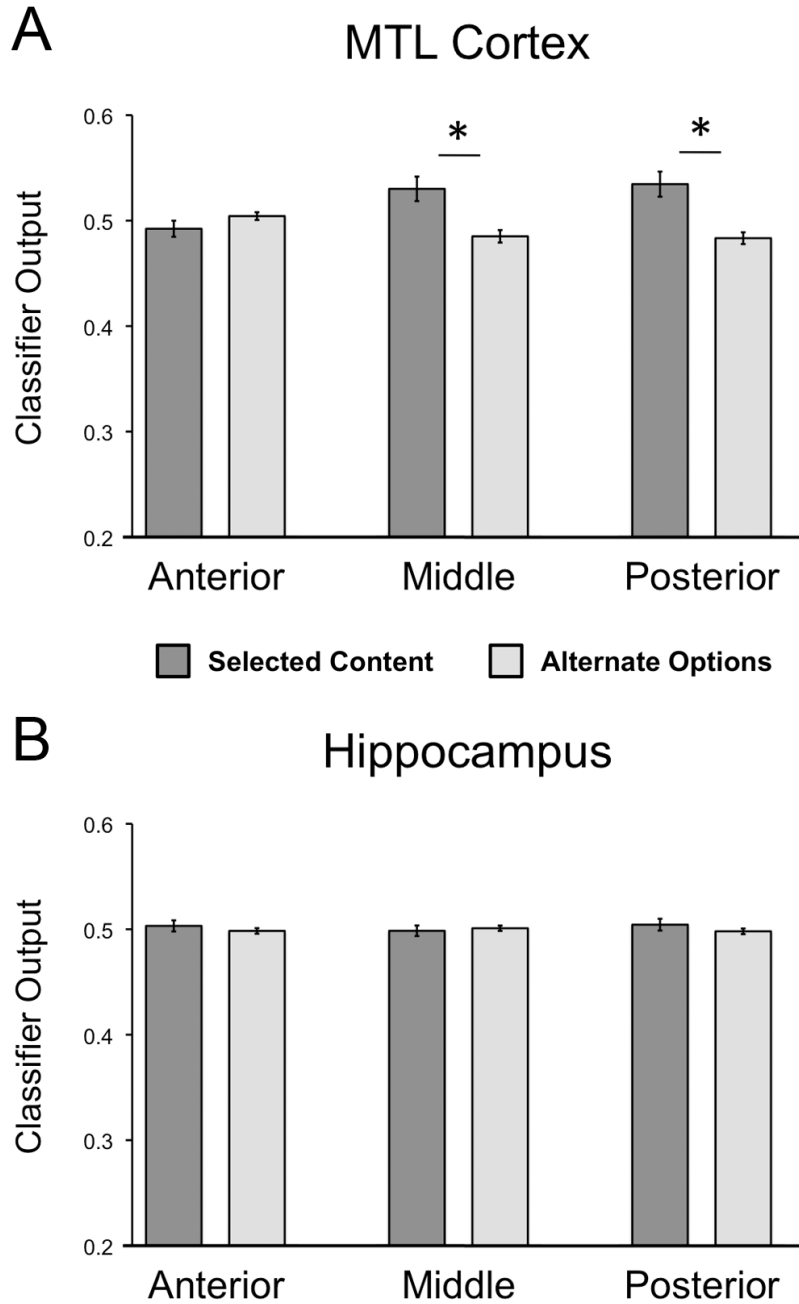 A
MTL Cortex
Classifier Output
0.6
0.5
0.4
0.3
0.2
*
*
Anterior
Middle
Posterior
Selected Content
Alternate Options
B
Hippocampus
Classifier Output
0.6
0.5
0.4
0.3
0.2
Anterior
Middle
Posterior